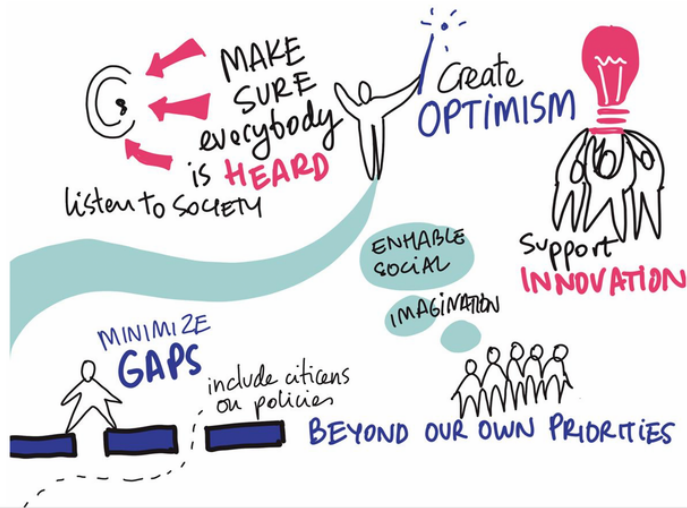 MAKE
SURE
everybody
is HEARD
listen to SOCIETY
Create
OPTIMISM
Support
INNOVATION
ENHABLE
SOCIAL
IMAGINATION
MINIMIZE
GAPS
include citicens
on policies
BEYOND OUR OWN PRIORITIES